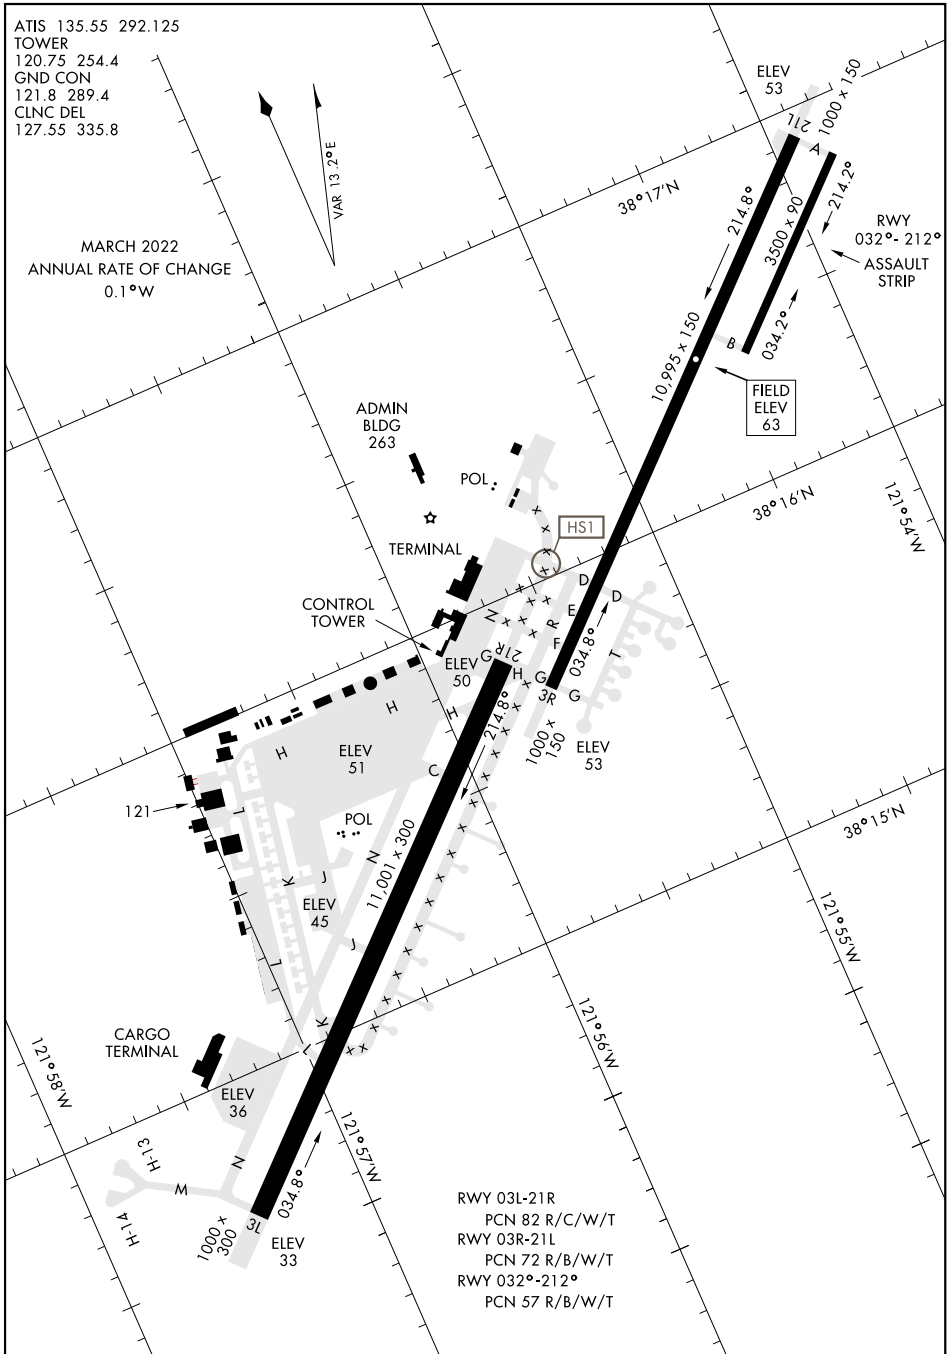 ATIS 135.55 292.125
TOWER
120.75 254.4
GND CON
121.8 289.4
CLNC DEL
127.55 335.8
VAR 13.2°E
MARCH 2022
ANNUAL RATE OF CHANGE
0.1°W
ELEV
53
1000 x 150
21L
A
38°17'N
214.8°
3500 x 90
214.2°
RWY
032°- 212°
ASSAULT
STRIP
034.2°
B
10,995 x 150
FIELD
ELEV
63
ADMIN
BLDG
263
POL
HS1
38°16'N
121°54'W
TERMINAL
CONTROL
TOWER
N
D
D
E
R
F
034.8°
T
G
21R
H
G
3R
G
ELEV
50
214.8°
1000 x
150
ELEV
53
H
H
H
ELEV
51
C
121
L
POL
38°15'N
11,001 x 300
N
K
J
ELEV
45
J
L
121°55'W
K
L
CARGO
TERMINAL
121°56'W
121°58'W
ELEV
36
121°57'W
H-13
N
M
034.8°
H-14
3L
1000 x
300
ELEV
33
RWY 03L-21R
PCN 82 R/C/W/T
RWY 03R-21L
PCN 72 R/B/W/T
RWY 032°-212°
PCN 57 R/B/W/T